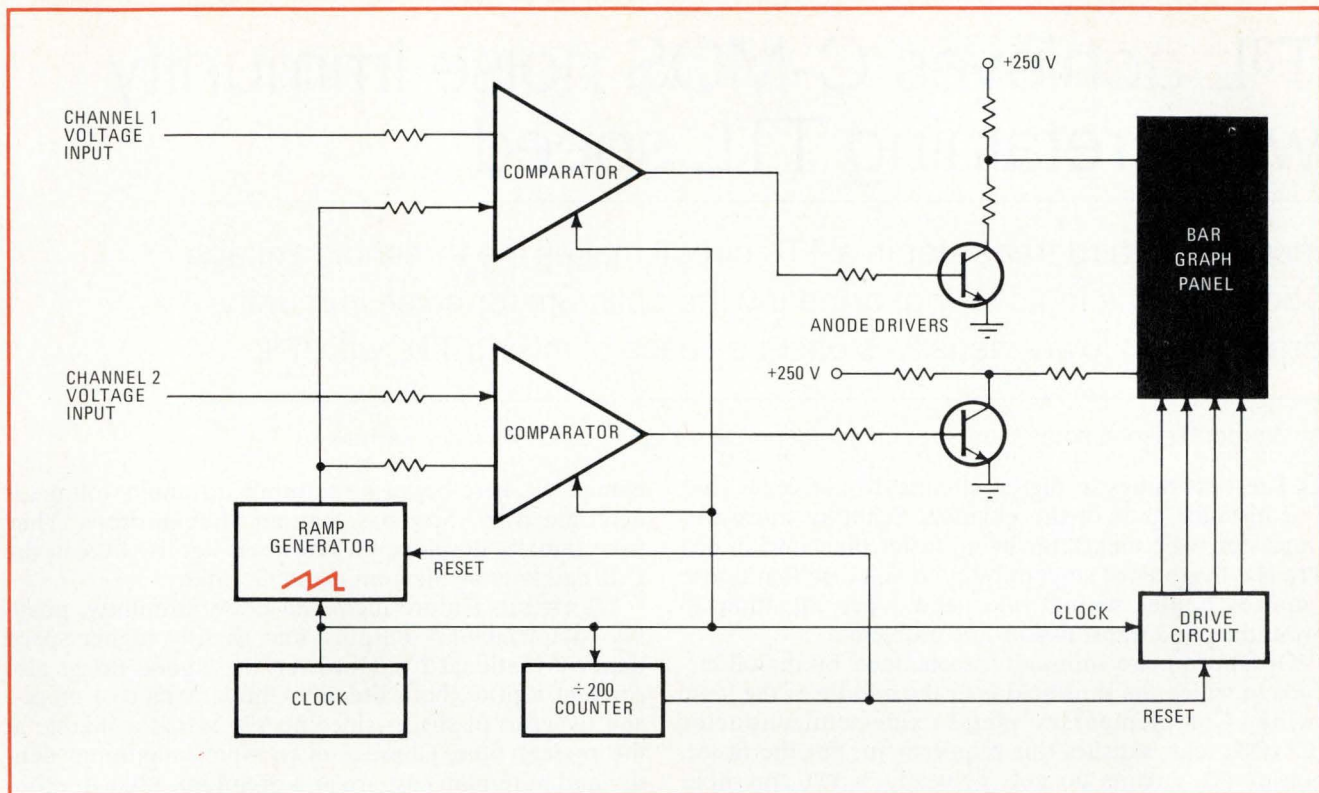 +250 V
CHANNEL 1
VOLTAGE
INPUT
COMPARATOR
BAR
GRAPH
PANEL
ANODE DRIVERS
CHANNEL 2
VOLTAGE
INPUT
+250 V
COMPARATOR
RAMP
GENERATOR
RESET
CLOCK
DRIVE
CIRCUIT
CLOCK
÷200
COUNTER
RESET